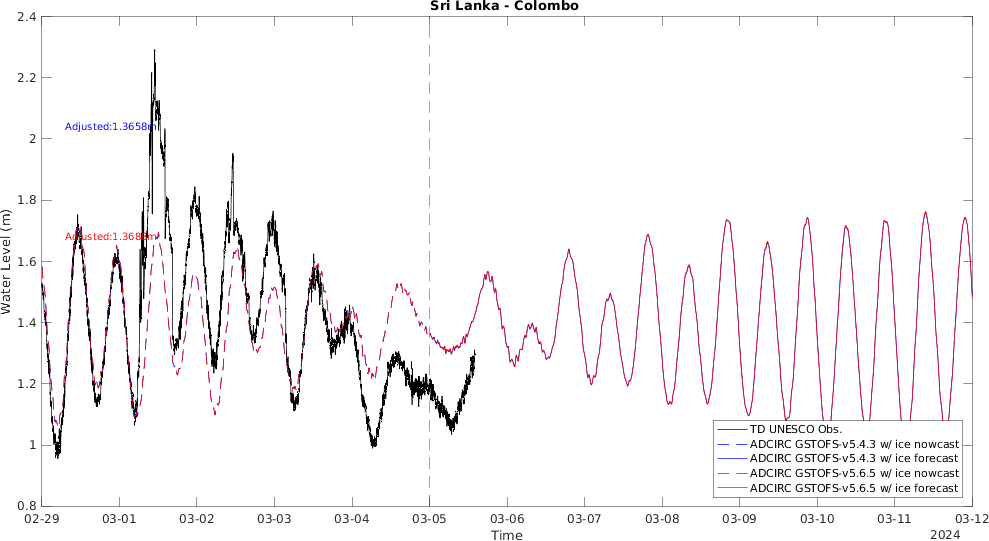 Sri Lanka - Colombo
2.4
2.2
2
1.8
1.6
1.4
1.2
1
0.8
Water Level (m)
Adjusted:1.3658m
Adjusted:1.3688m
TD UNESCO Obs.
ADCIRC GSTOFS-v5.4.3 w/ ice nowcast
ADCIRC GSTOFS-v5.4.3 w/ ice forecast
ADCIRC GSTOFS-v5.6.5 w/ ice nowcast
ADCIRC GSTOFS-v5.6.5 w/ ice forecast
02-29 03-01 03-02 03-03 03-04 03-05 03-06 03-07 03-08 03-09 03-10 03-11 03-12
Time
2024